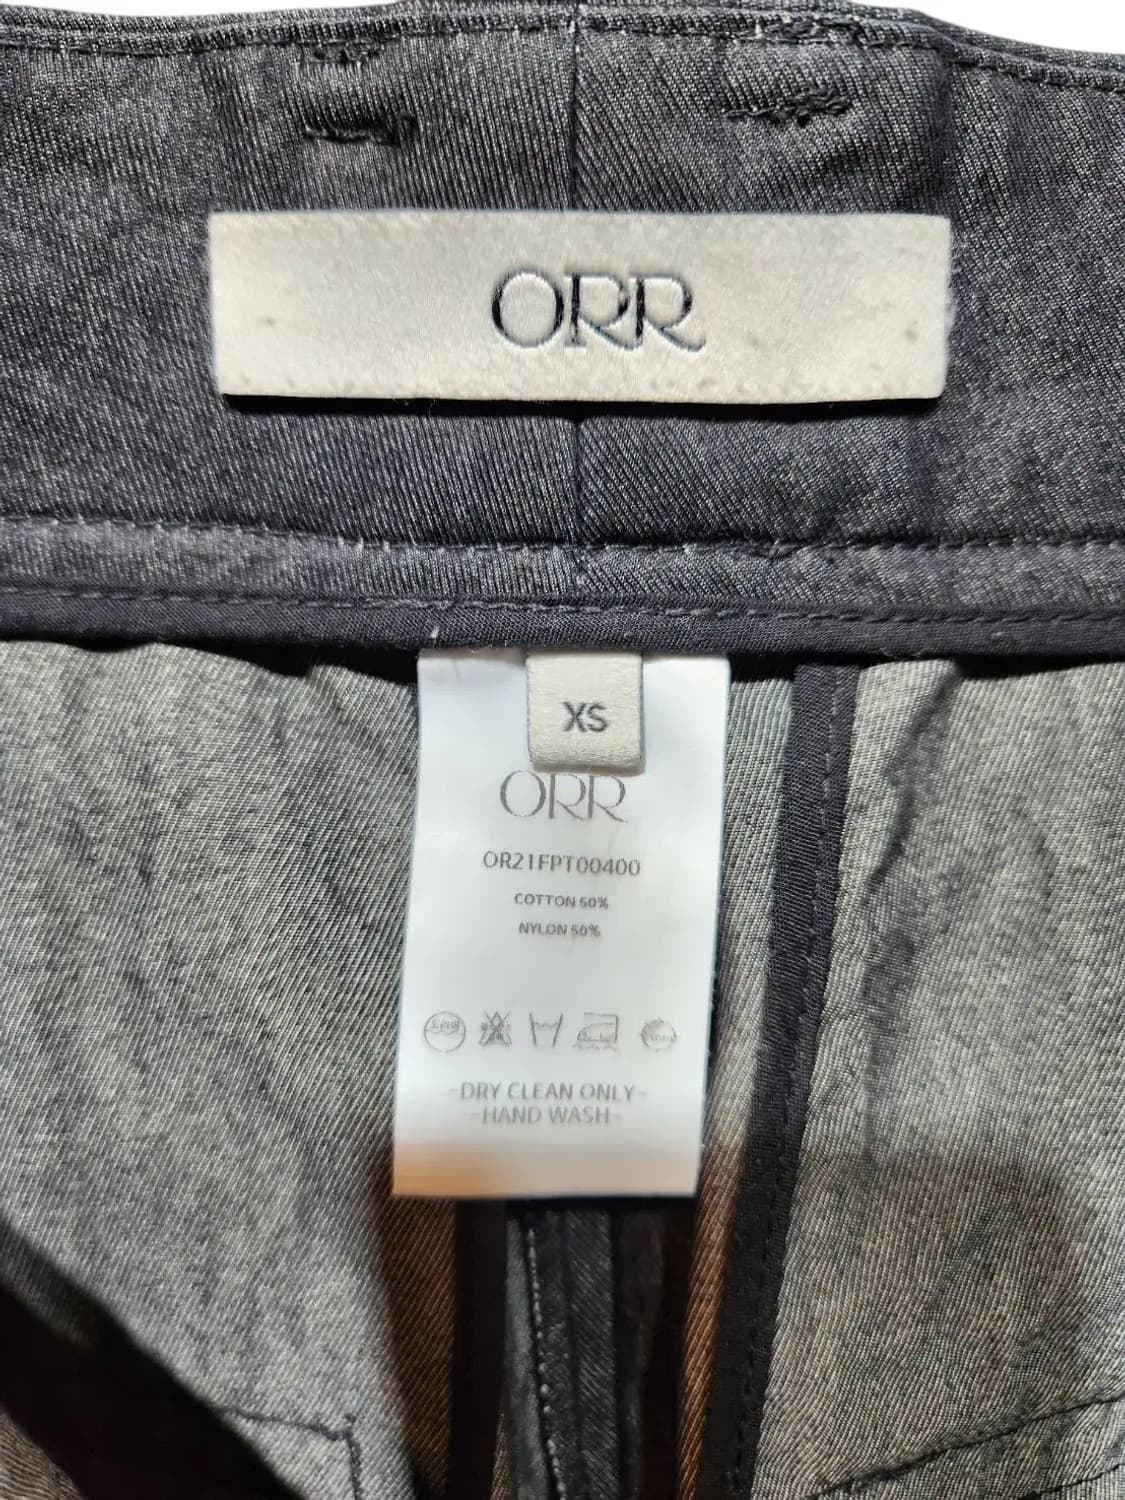 ORR
XS
ORR
OR21FPT00400
COTTON 50%
NYLON 50%
-DRY CLEAN ONLY-
-HAND WASH-